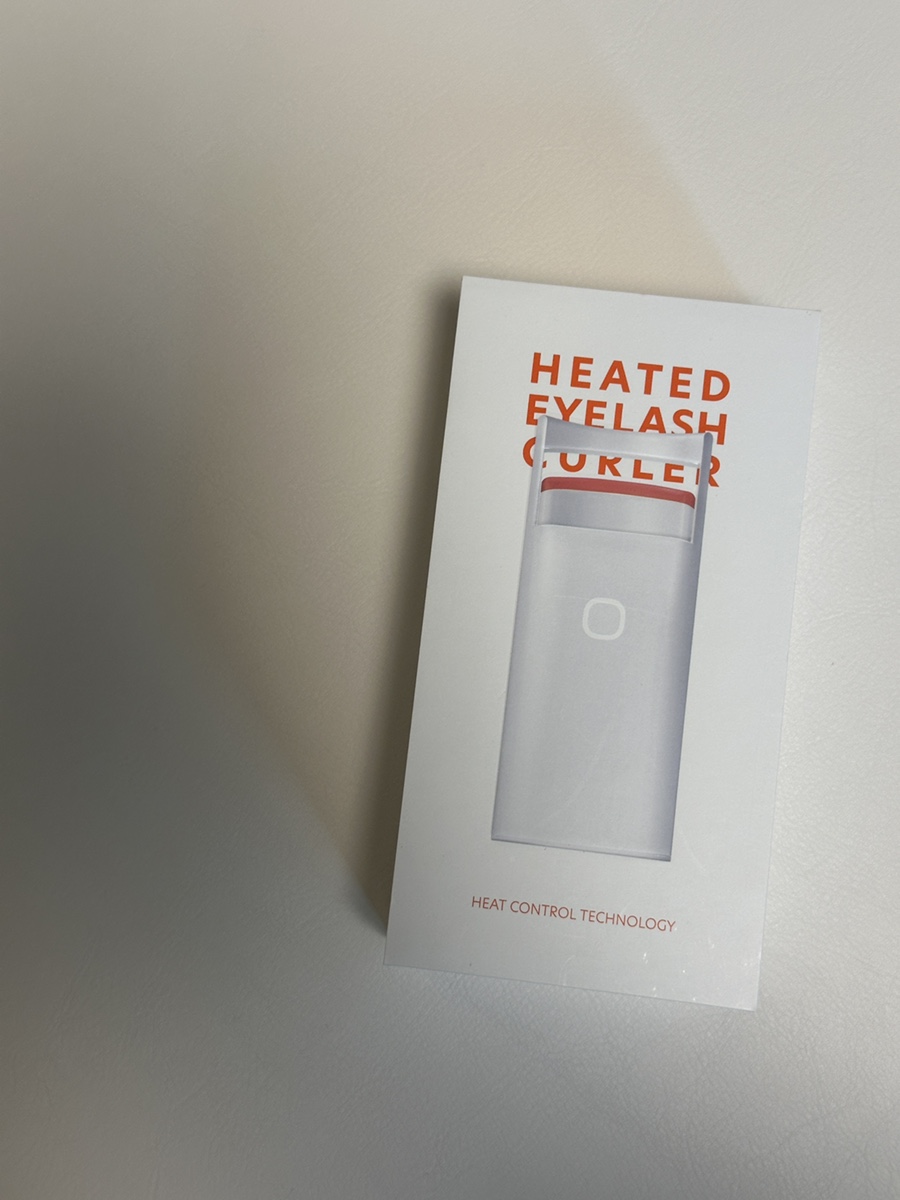 HEATED
EYELASH
CURLER
HEAT CONTROL TECHNOLOGY